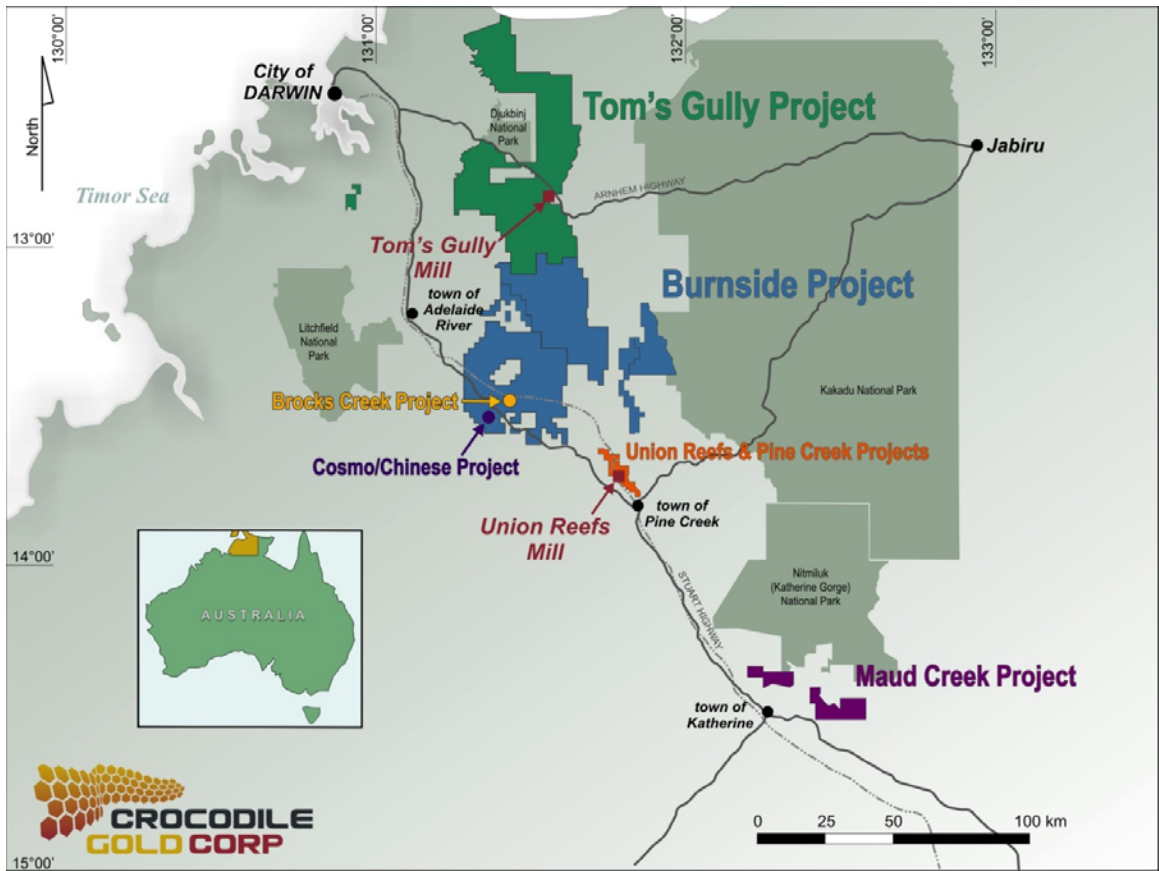 130°00'
131°00'
132°00'
133°00'
North
City of
DARWIN
Djukbinj
National
Park
Tom's Gully Project
Jabiru
ARNHEM HIGHWAY
Timor Sea
13°00'
Tom's Gully
Mill
Burnside Project
town of
Adelaide
River
Litchfield
National
Park
Kakadu National Park
Brocks Creek Project
Cosmo/Chinese Project
Union Reefs & Pine Creek Projects
town of
Pine Creek
Union Reefs
Mill
14°00'
AUSTRALIA
STUART HIGHWAY
Nitmiluk
(Katherine Gorge)
National Park
Maud Creek Project
town of
Katherine
CROCODILE
GOLD CORP
0 25 50 100 km
15°00'